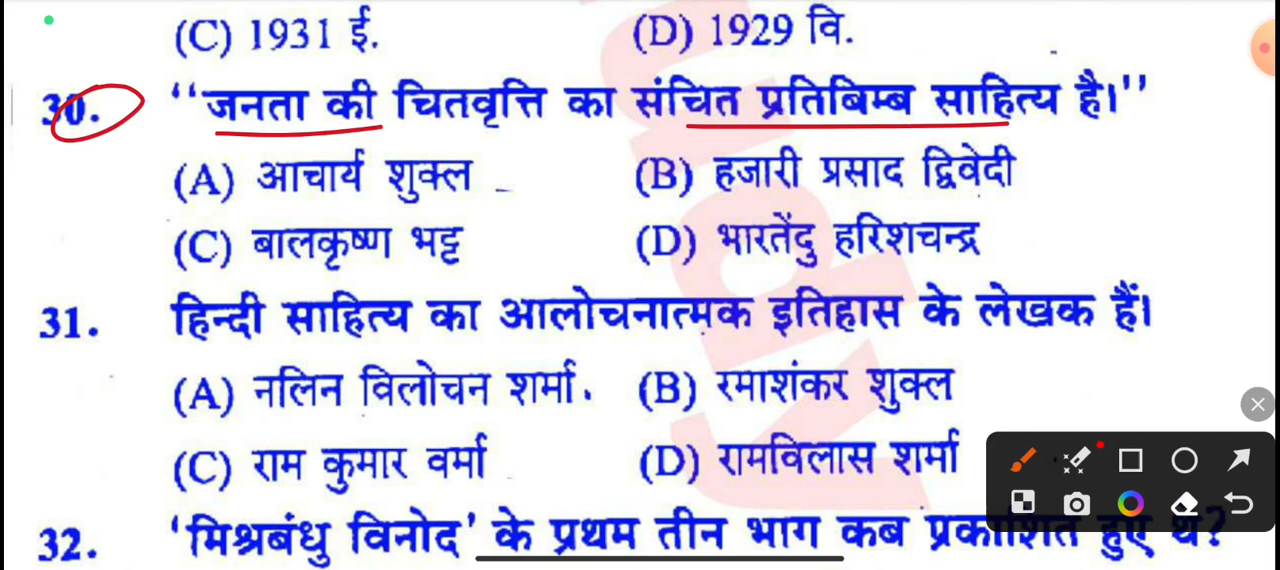 (C) 1931 ई. (D) 1929 वि.
30. ‘‘जनता की चितवृत्ति का संचित प्रतिबिम्ब साहित्य है।’’
(A) आचार्य शुक्ल (B) हजारी प्रसाद द्विवेदी
(C) बालकृष्ण भट्ट (D) भारतेंदु हरिशचन्द्र
31. हिन्दी साहित्य का आलोचनात्मक इतिहास के लेखक हैं।
(A) नलिन विलोचन शर्मा. (B) रमाशंकर शुक्ल
(C) राम कुमार वर्मा (D) रामविलास शर्मा
32. ‘मिश्रबंधु विनोद’ के प्रथम तीन भाग कब प्रकाशित हुए थे?